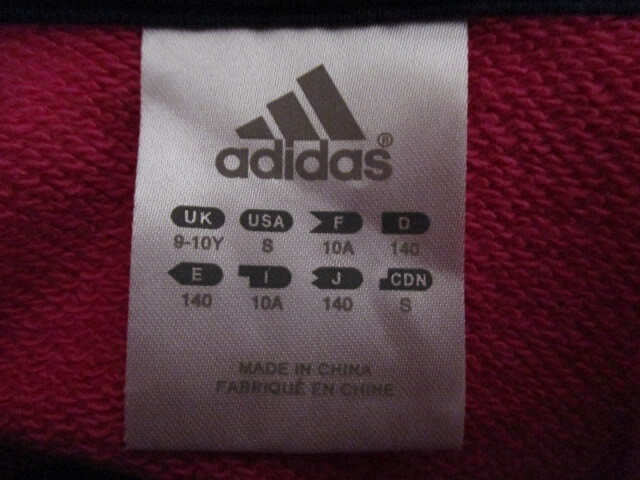 adidas®
UK USA F D
9-10Y S 10A 140
E I J CDN
140 10A 140 S
MADE IN CHINA
FABRIQUÉ EN CHINE